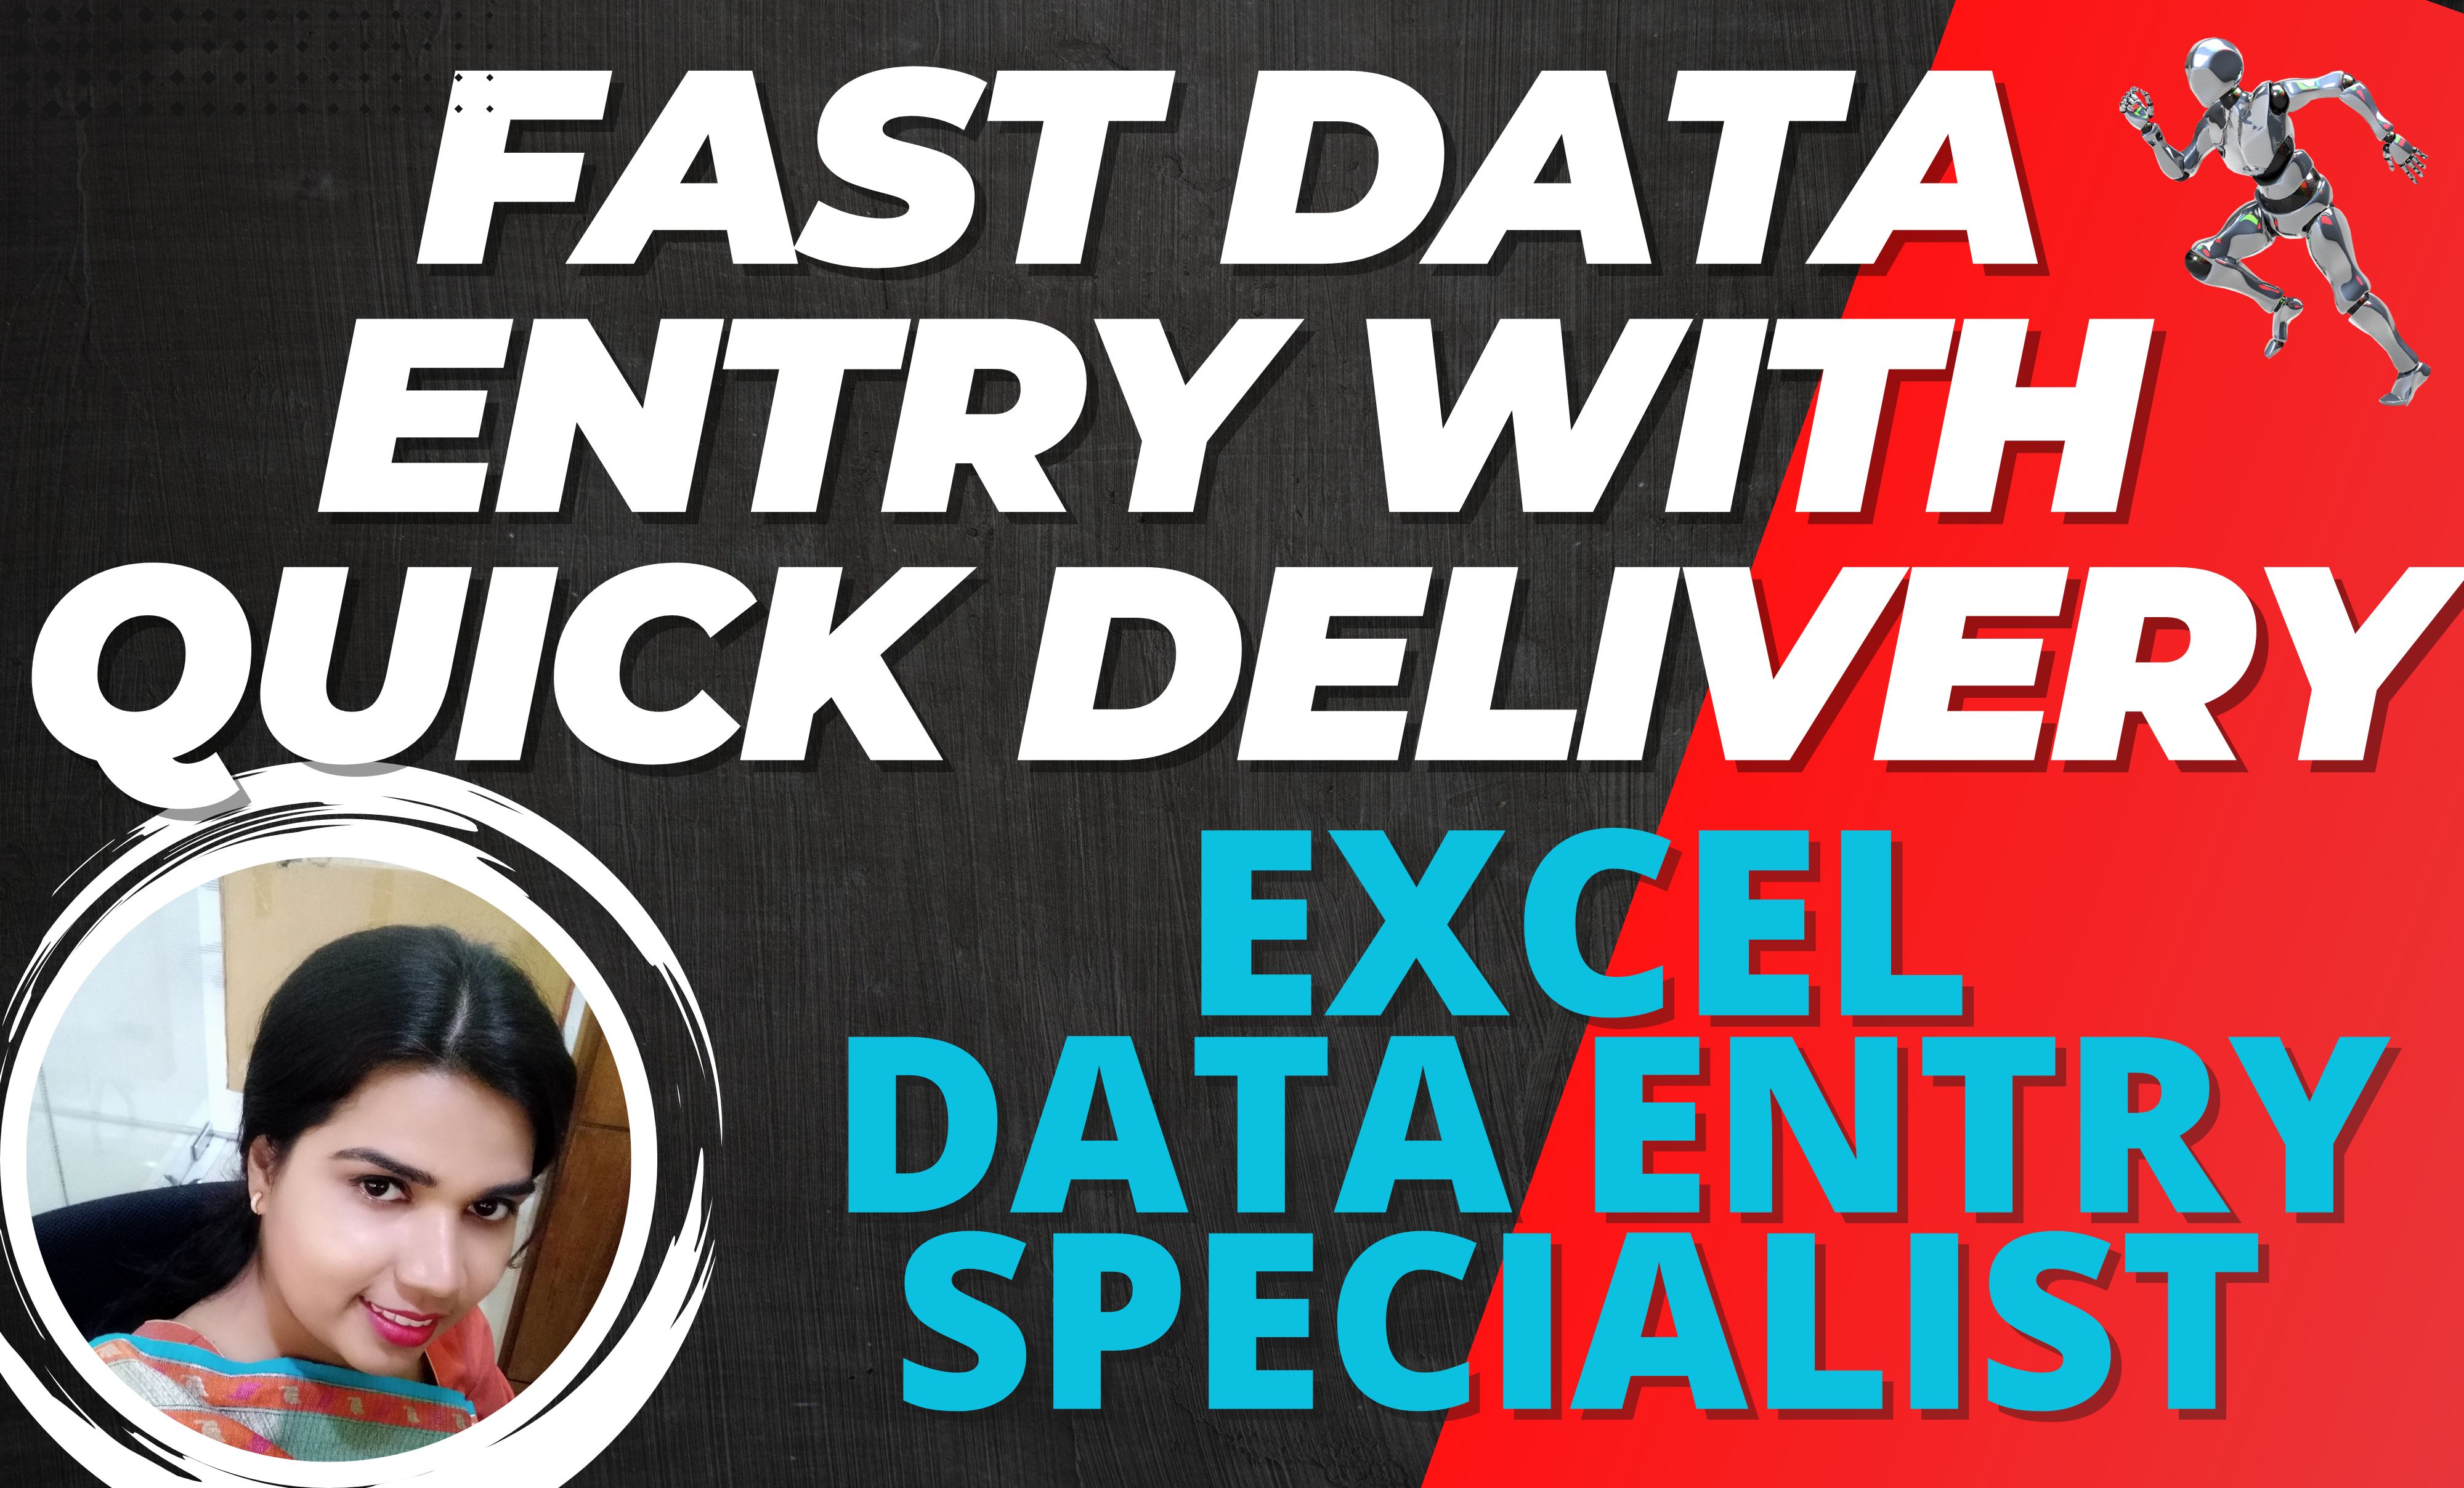 FAST DATA
ENTRY WITH
QUICK DELIVERY
EXCEL
DATA ENTRY
SPECIALIST